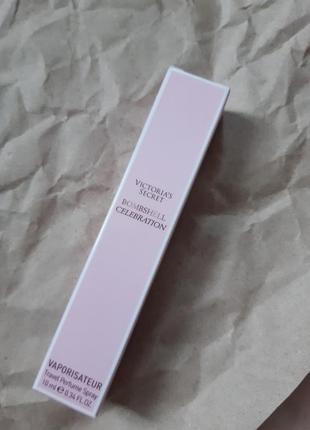 VICTORIA'S
SECRET
BOMBSHELL
CELEBRATION
VAPORISATEUR
Travel Perfume Spray
10 ml ℮ 0.34 FL OZ